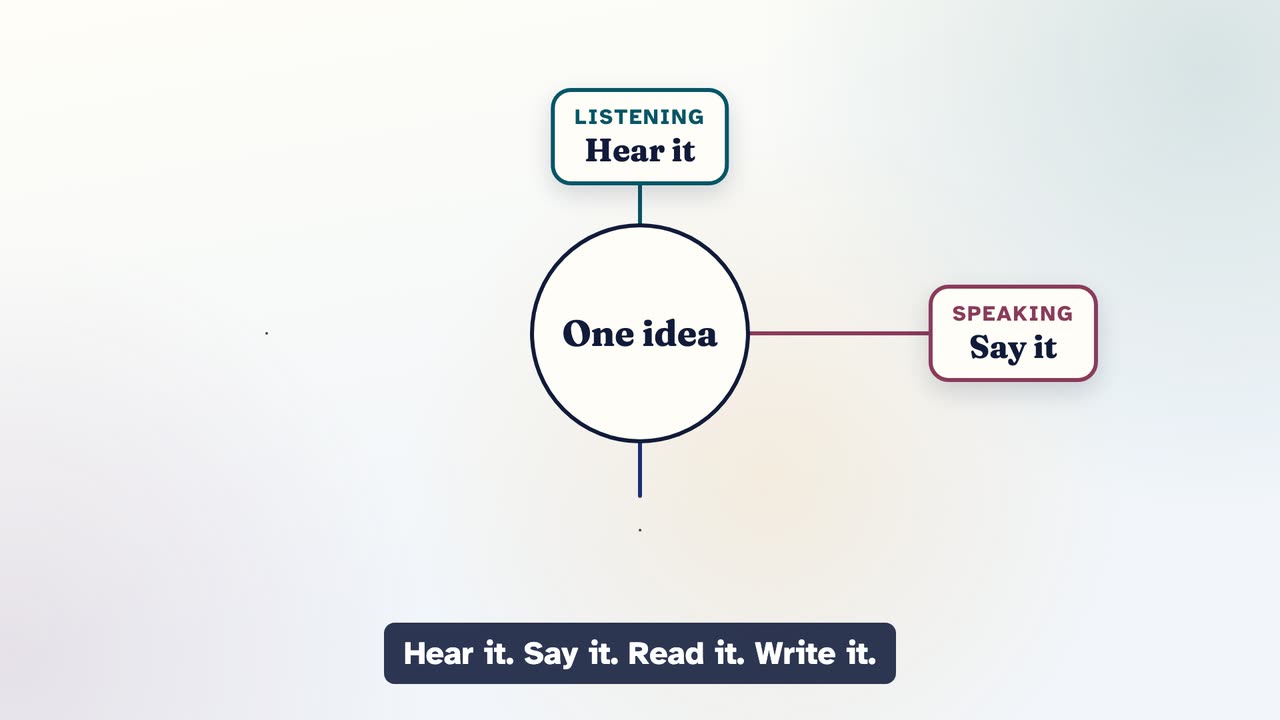 LISTENING
Hear it
One idea
SPEAKING
Say it
Hear it. Say it. Read it. Write it.